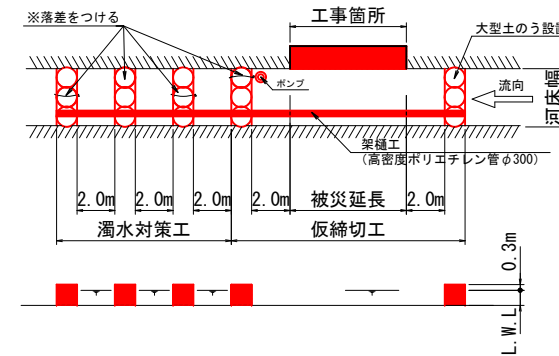 ※落差をつける
工事箇所
大型土のう設
ポンプ
流向
河床幅
架樋工
(高密度ポリエチレン管φ300)
2.0m 2.0m 2.0m 2.0m 被災延長 2.0m
濁水対策工 仮締切工
0.3m
L.W.L